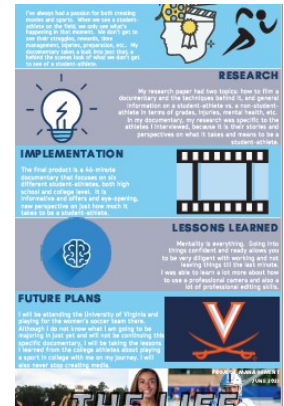 I've always had a passion for both creating
movies and sports. When we see a student-
athlete on the field, we only see what's
happening in that moment. We don't get to
see their struggles, rewards, time
management, injuries, preparation, etc. My
documentary takes a look into just that; a
behind the scenes look of what we don't get
to see of a student-athlete.
RESEARCH
My research paper had two topics: how to film a
documentary and the techniques behind it, and general
information on a student-athlete vs. a non-student-
athlete in terms of grades, injuries, mental health, etc.
In my documentary, my research was specific to the
athletes I interviewed, because it is their stories and
perspectives on what it takes and means to be a
student-athlete.
IMPLEMENTATION
The final product is a 46-minute
documentary that focuses on six
different student-athletes, both high
school and college level. It is
informative and offers and eye-opening,
new perspective on just how much it
takes to be a student-athlete.
LESSONS LEARNED
Mentality is everything. Going into
things confident and ready allows you
to be very diligent with working and not
leaving things till the last minute.
I was able to learn a lot more about how
to use a professional camera and also a
lot of professional editing skills.
FUTURE PLANS
I will be attending the University of Virginia and
playing for the women's soccer team there.
Although I do not know what I am going to be
majoring in just yet and will not be continuing this
specific documentary, I will be taking the lessons
I learned from the college athletes about playing
a sport in college with me on my journey. I will
also never stop creating media.
PROJECT MANAGEMENT
JUNE 2021
THE LIFE